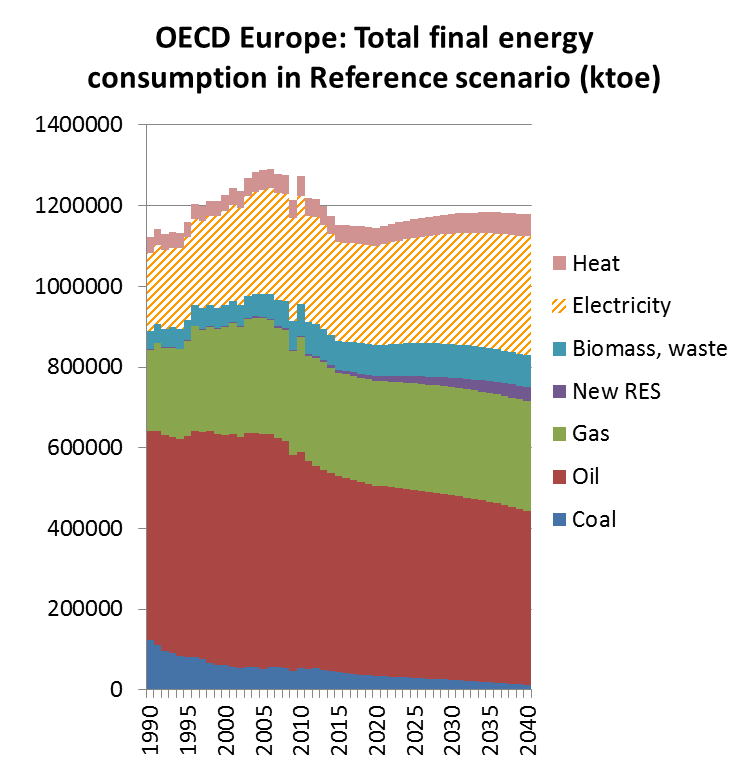 OECD Europe: Total final energy
consumption in Reference scenario (ktoe)
1400000
1200000
1000000
800000
600000
400000
200000
0
Heat
Electricity
Biomass, waste
New RES
Gas
Oil
Coal
1990
1995
2000
2005
2010
2015
2020
2025
2030
2035
2040